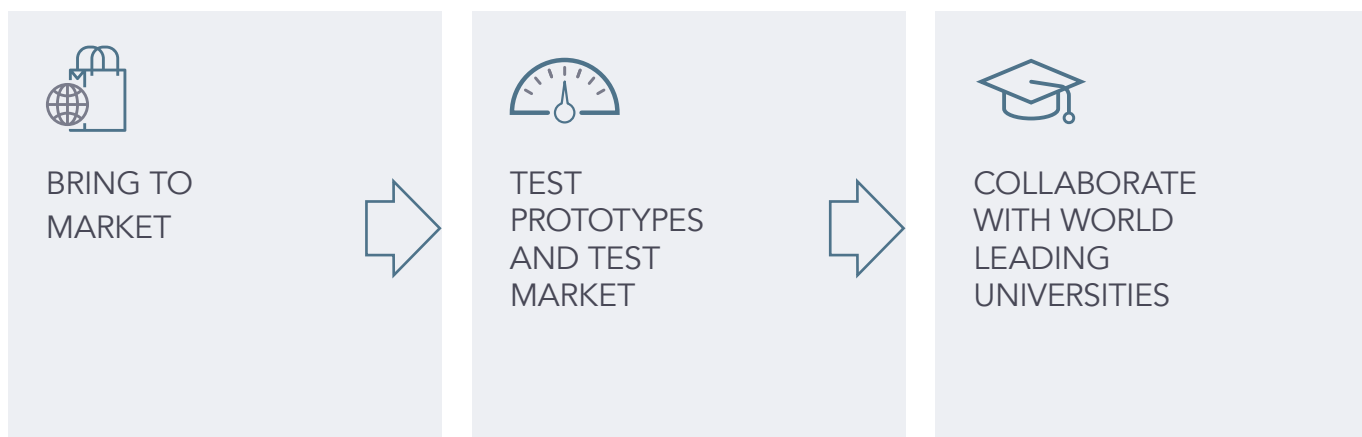 BRING TO
MARKET
TEST
PROTOTYPES
AND TEST
MARKET
COLLABORATE
WITH WORLD
LEADING
UNIVERSITIES